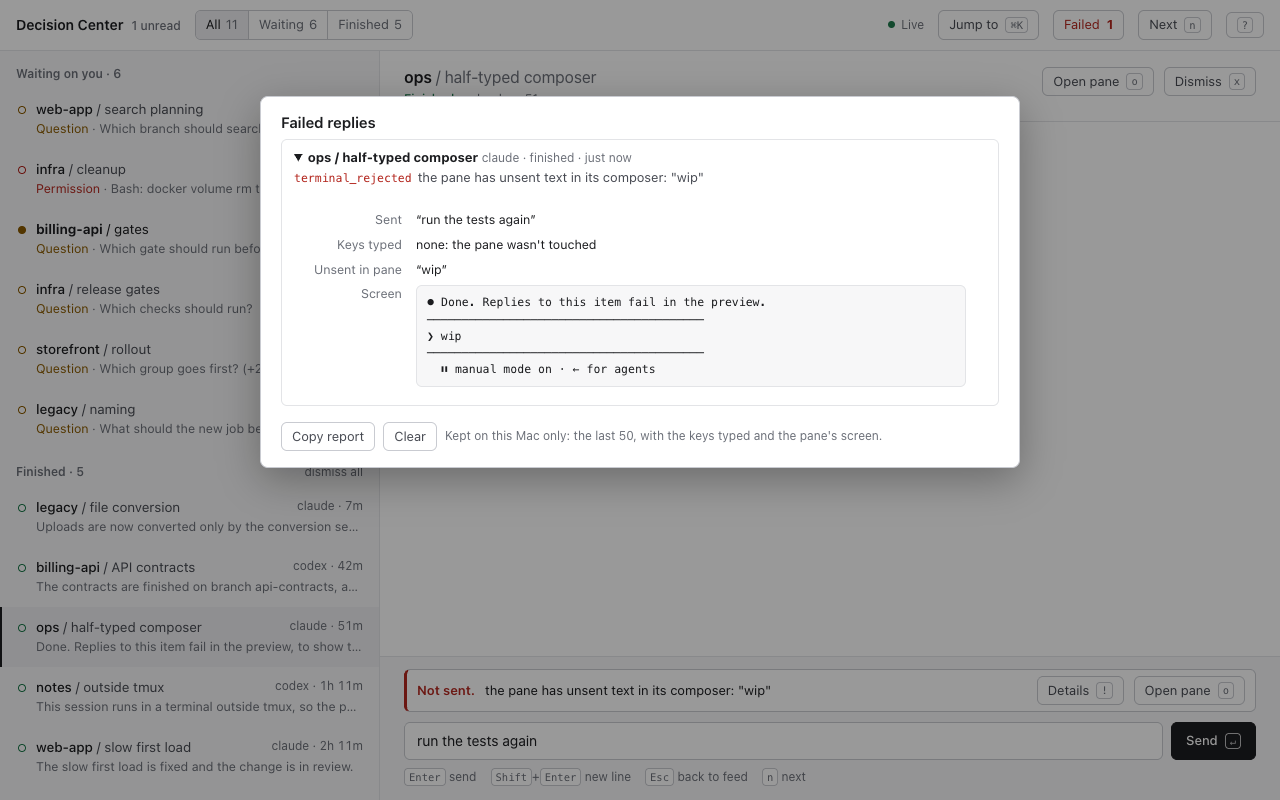 Decision Center 1 unread All 11 Waiting 6 Finished 5 Live Jump to ⌘K Failed 1 Next n ?
Waiting on you · 6
web-app / search planning
Question · Which branch should search
infra / cleanup
Permission · Bash: docker volume rm t
billing-api / gates
Question · Which gate should run befo
infra / release gates
Question · Which checks should run?
storefront / rollout
Question · Which group goes first? (+2
legacy / naming
Question · What should the new job be
Finished · 5 dismiss all
legacy / file conversion claude · 7m
Uploads are now converted only by the conversion se…
billing-api / API contracts codex · 42m
The contracts are finished on branch api-contracts, a…
ops / half-typed composer claude · 51m
Done. Replies to this item fail in the preview, to show t…
notes / outside tmux codex · 1h 11m
This session runs in a terminal outside tmux, so the p…
web-app / slow first load claude · 2h 11m
The slow first load is fixed and the change is in review.
ops / half-typed composer Open pane o Dismiss x
Failed replies
▼ ops / half-typed composer claude · finished · just now
terminal_rejected the pane has unsent text in its composer: "wip"
Sent “run the tests again”
Keys typed none: the pane wasn't touched
Unsent in pane “wip”
Screen
● Done. Replies to this item fail in the preview.
❯ wip
⏸ manual mode on · ← for agents
Copy report Clear Kept on this Mac only: the last 50, with the keys typed and the pane's screen.
Not sent. the pane has unsent text in its composer: "wip" Details ! Open pane o
run the tests again Send ↵
Enter send Shift+Enter new line Esc back to feed n next